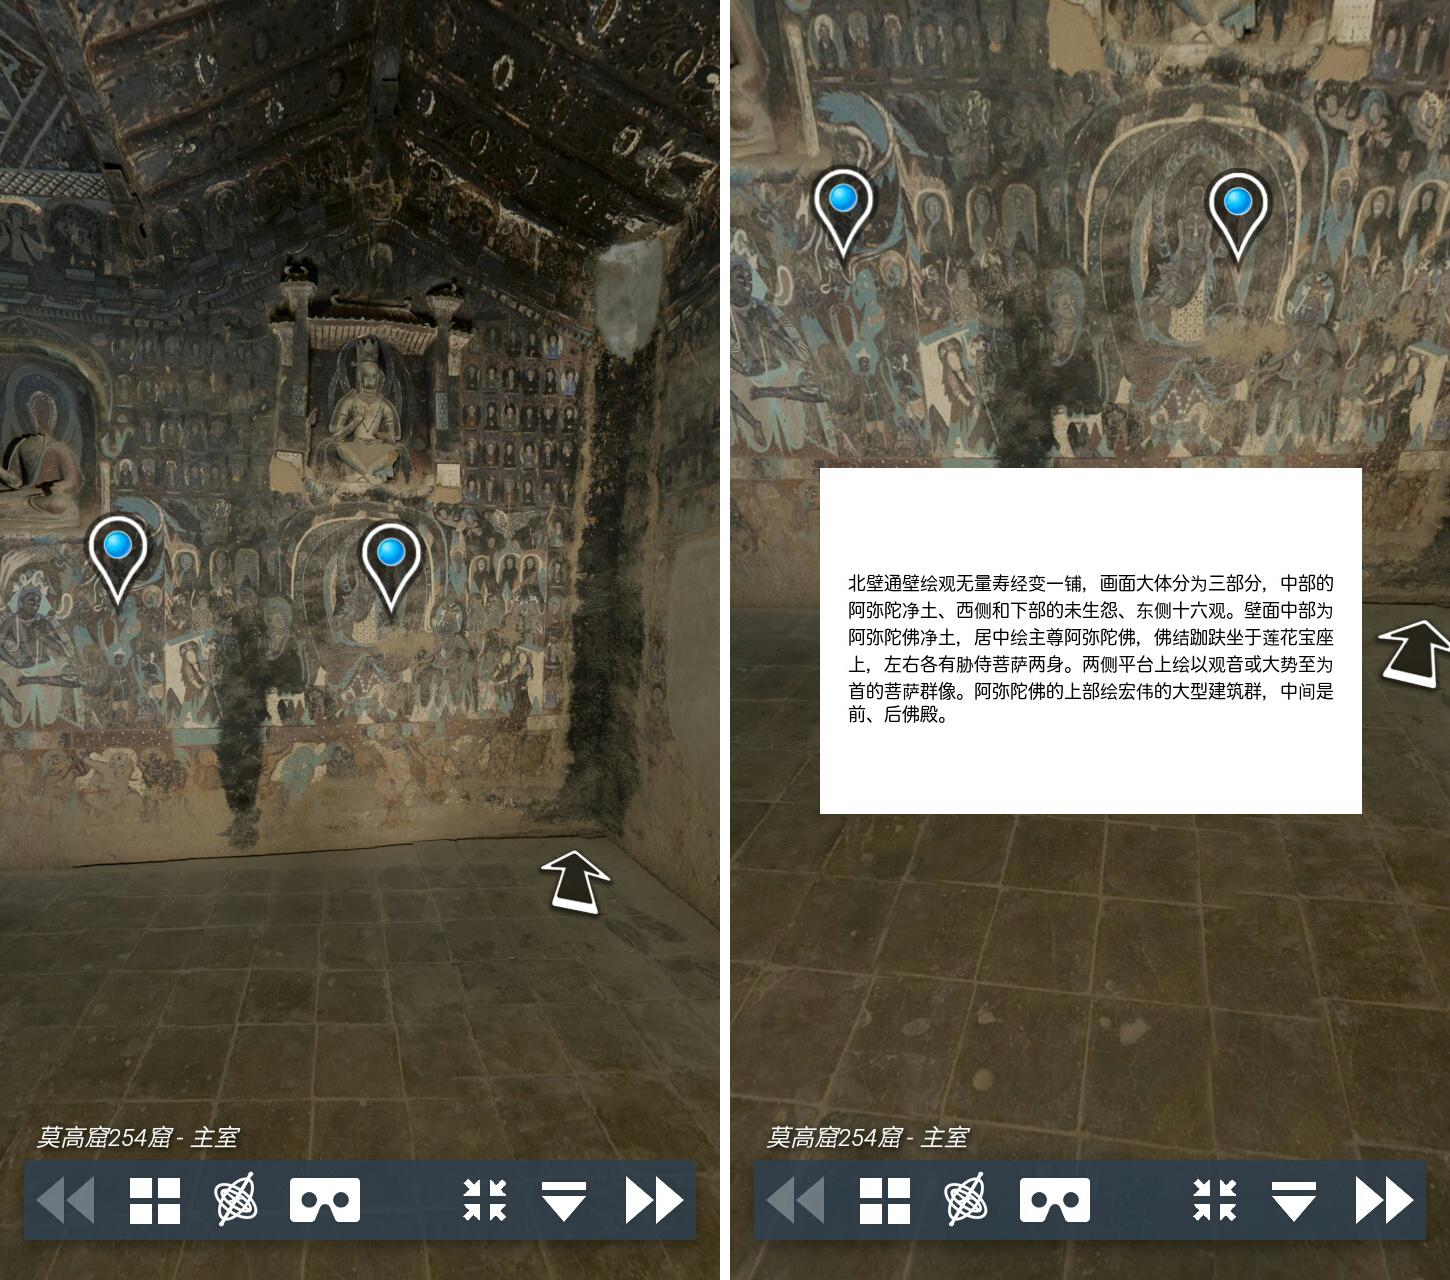 莫高窟254窟 - 主室
北壁通壁绘观无量寿经变一铺，画面大体分为三部分，中部的
阿弥陀净土、西侧和下部的未生怨、东侧十六观。壁面中部为
阿弥陀佛净土，居中绘主尊阿弥陀佛，佛结跏趺坐于莲花宝座
上，左右各有胁侍菩萨两身。两侧平台上绘以观音或大势至为
首的菩萨群像。阿弥陀佛的上部绘宏伟的大型建筑群，中间是
前、后佛殿。
莫高窟254窟 - 主室